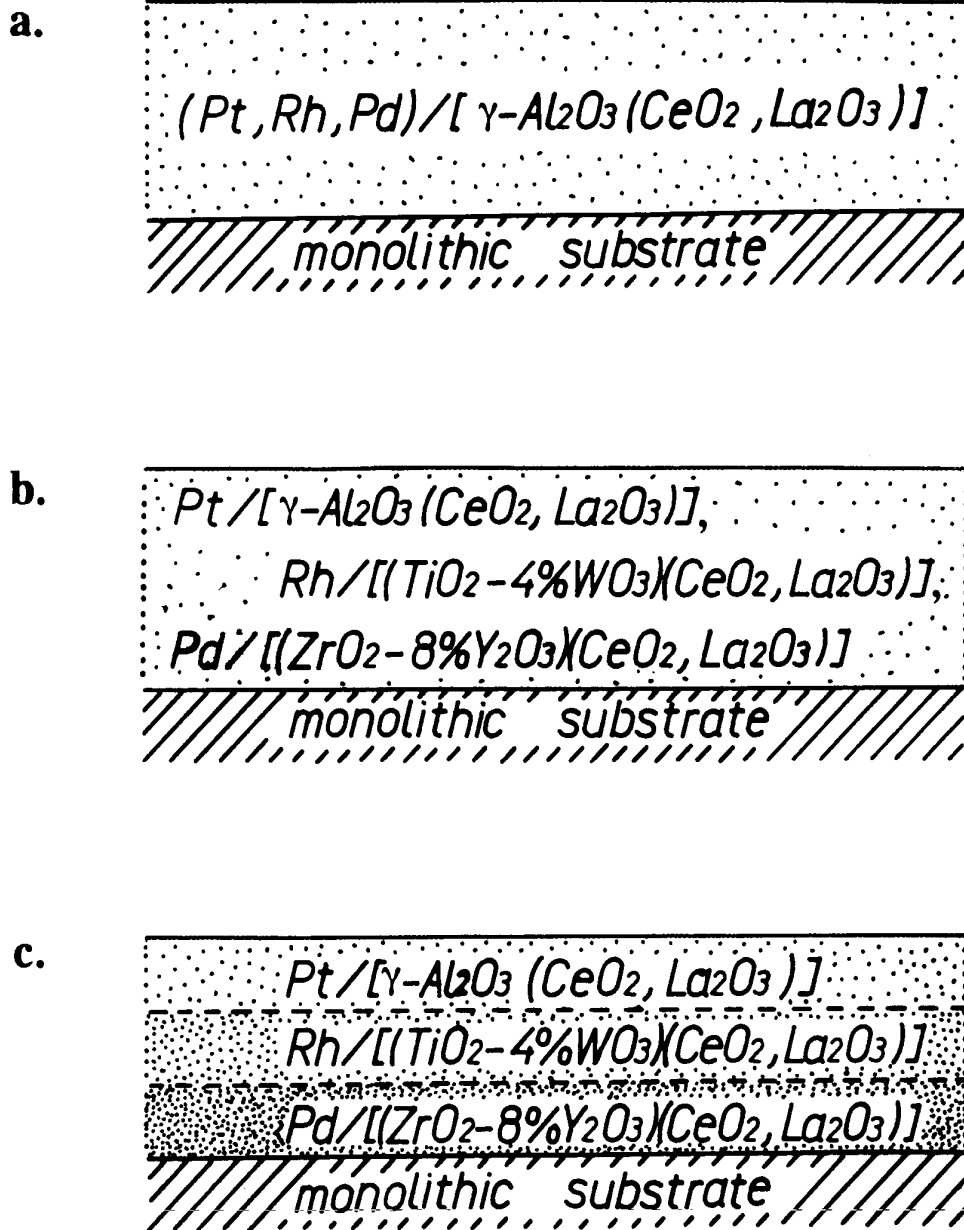 a.
(Pt, Rh, Pd)/[ γ-Al2O3 (CeO2, La2O3)]
monolithic substrate
b.
Pt/[γ-Al2O3 (CeO2, La2O3)],
Rh/[(TiO2-4%WO3)(CeO2, La2O3)],
Pd/[(ZrO2-8%Y2O3)(CeO2, La2O3)]
monolithic substrate
c.
Pt/[γ-Al2O3 (CeO2, La2O3)]
Rh/[(TiO2-4%WO3)(CeO2, La2O3)]
Pd/[(ZrO2-8%Y2O3)(CeO2, La2O3)]
monolithic substrate